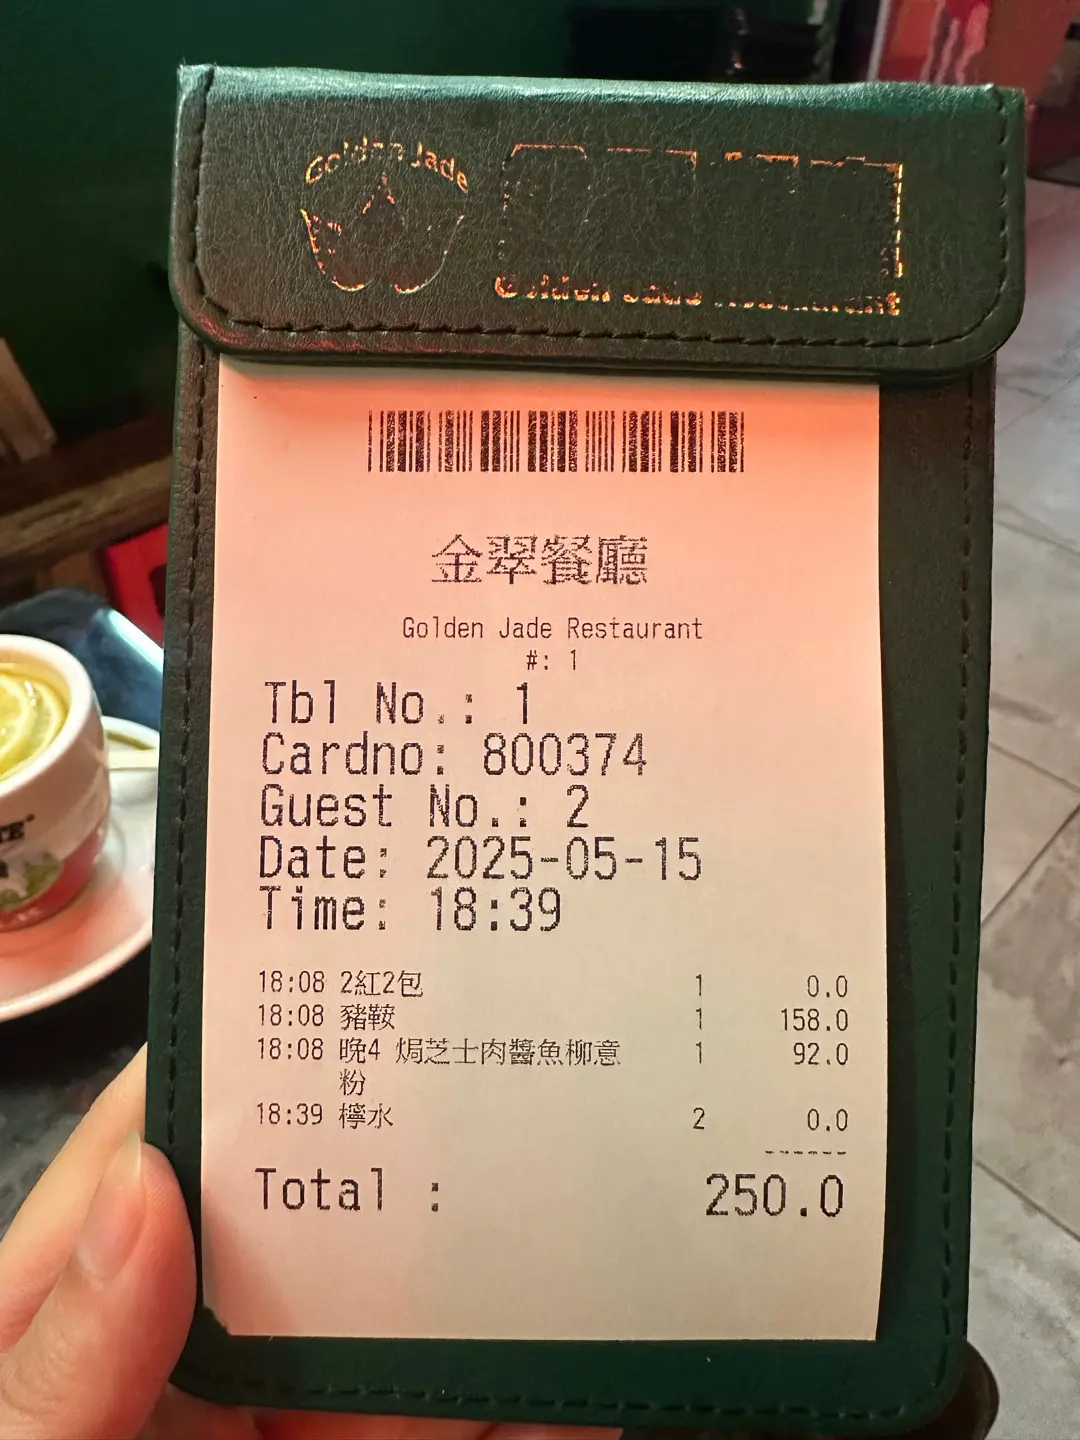 Golden Jade
Golden Jade Restaurant
金翠餐廳
Golden Jade Restaurant
#: 1
Tbl No.: 1
Cardno: 800374
Guest No.: 2
Date: 2025-05-15
Time: 18:39
18:08 2紅2包 1 0.0
18:08 豬鞍 1 158.0
18:08 晚4 焗芝士肉醬魚柳意 1 92.0
粉
18:39 檸水 2 0.0
Total : 250.0